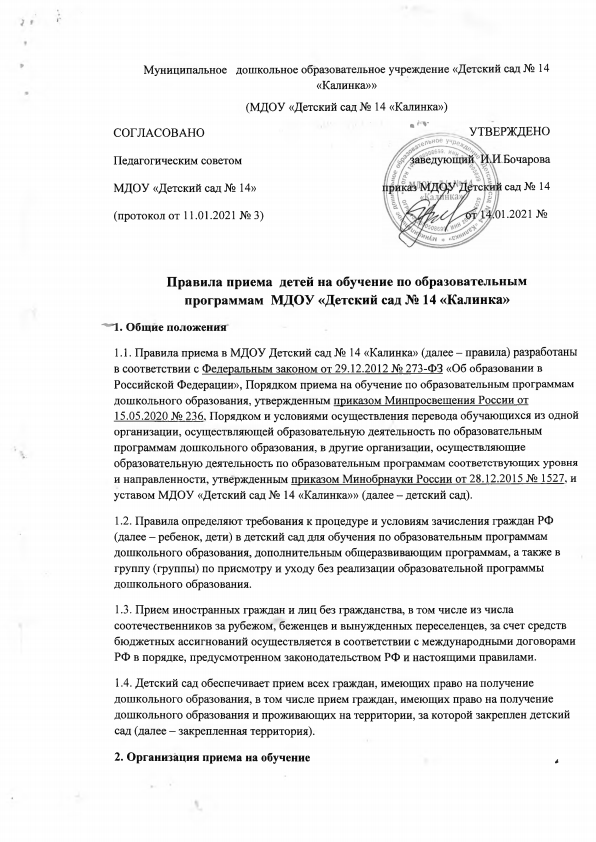 Муниципальное дошкольное образовательное учреждение «Детский сад № 14
«Калинка»»
(МДОУ «Детский сад № 14 «Калинка»)
СОГЛАСОВАНО УТВЕРЖДЕНО
Педагогическим советом заведующий И.И.Бочарова
МДОУ «Детский сад № 14» приказ МДОУ Детский сад № 14
«Калинка»
(протокол от 11.01.2021 № 3) от 14.01.2021 №
Правила приема детей на обучение по образовательным
программам МДОУ «Детский сад № 14 «Калинка»
1. Общие положения
1.1. Правила приема в МДОУ Детский сад № 14 «Калинка» (далее – правила) разработаны
в соответствии с Федеральным законом от 29.12.2012 № 273-ФЗ «Об образовании в
Российской Федерации», Порядком приема на обучение по образовательным программам
дошкольного образования, утвержденным приказом Минпросвещения России от
15.05.2020 № 236, Порядком и условиями осуществления перевода обучающихся из одной
организации, осуществляющей образовательную деятельность по образовательным
программам дошкольного образования, в другие организации, осуществляющие
образовательную деятельность по образовательным программам соответствующих уровня
и направленности, утвержденным приказом Минобрнауки России от 28.12.2015 № 1527, и
уставом МДОУ «Детский сад № 14 «Калинка»» (далее – детский сад).
1.2. Правила определяют требования к процедуре и условиям зачисления граждан РФ
(далее – ребенок, дети) в детский сад для обучения по образовательным программам
дошкольного образования, дополнительным общеразвивающим программам, а также в
группу (группы) по присмотру и уходу без реализации образовательной программы
дошкольного образования.
1.3. Прием иностранных граждан и лиц без гражданства, в том числе из числа
соотечественников за рубежом, беженцев и вынужденных переселенцев, за счет средств
бюджетных ассигнований осуществляется в соответствии с международными договорами
РФ в порядке, предусмотренном законодательством РФ и настоящими правилами.
1.4. Детский сад обеспечивает прием всех граждан, имеющих право на получение
дошкольного образования, в том числе прием граждан, имеющих право на получение
дошкольного образования и проживающих на территории, за которой закреплен детский
сад (далее – закрепленная территория).
2. Организация приема на обучение